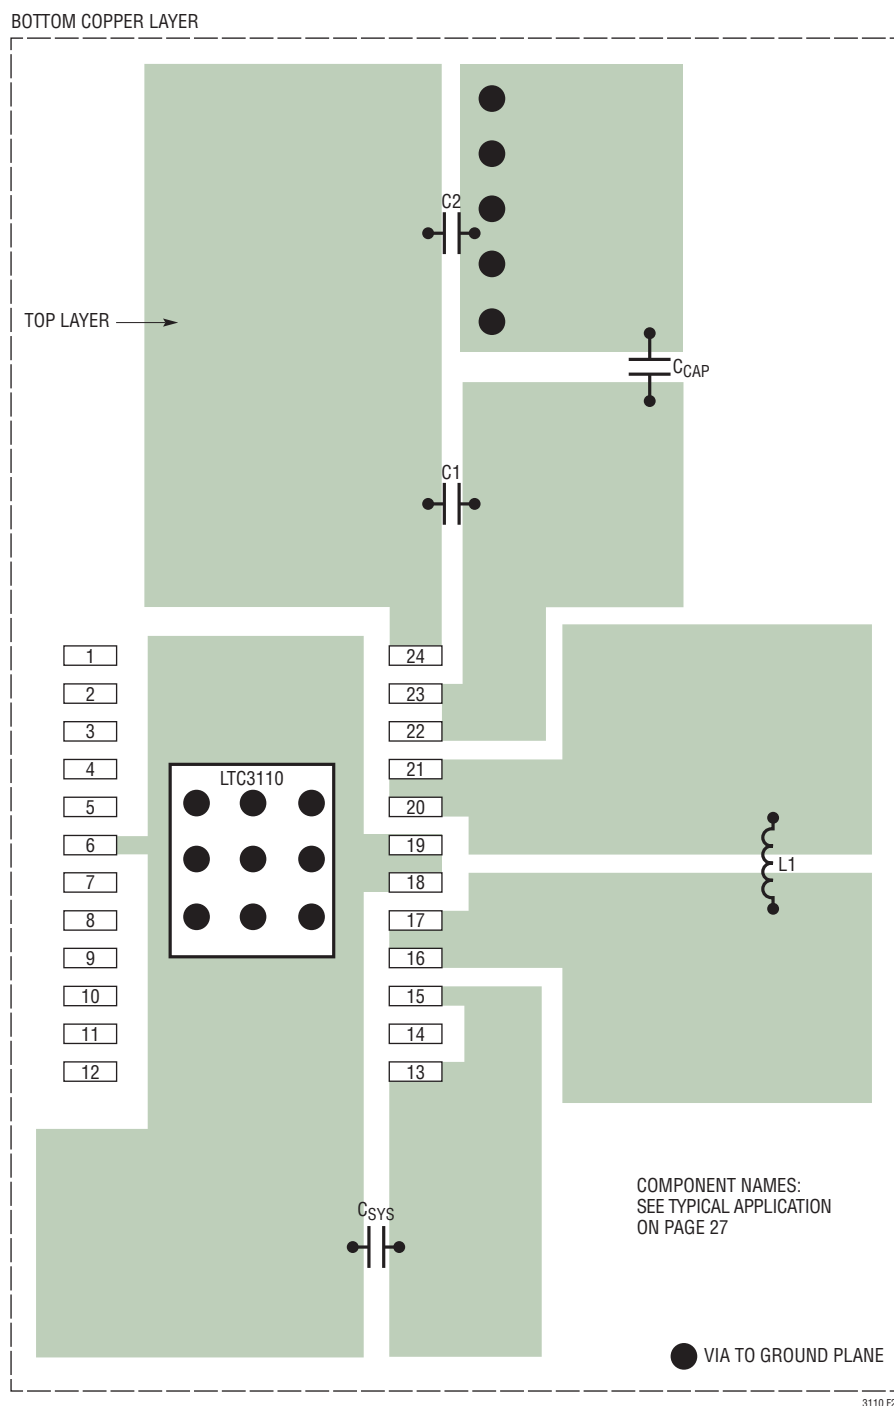 BOTTOM COPPER LAYER
C2
TOP LAYER
CCAP
C1
1
24
2
23
3
22
4
21
LTC3110
5
20
6
19
L1
7
18
8
17
9
16
10
15
11
14
12
13
COMPONENT NAMES:
SEE TYPICAL APPLICATION
ON PAGE 27
CSYS
VIA TO GROUND PLANE